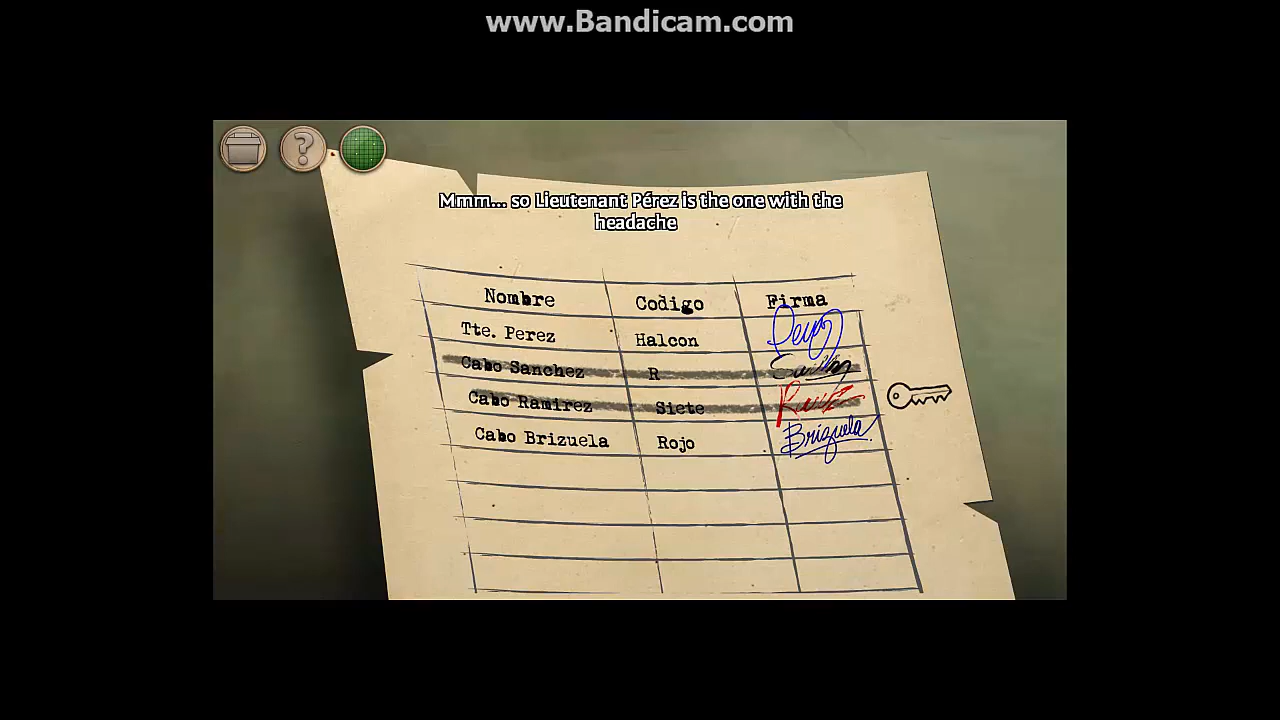 www.Bandicam.com
Mmm... so Lieutenant Pérez is the one with the
headache
Nombre Codigo Firma
Tte. Perez Halcon Perez
Cabo Sanchez R
Cabo Ramirez Siete
Cabo Brizuela Rojo Brizuela